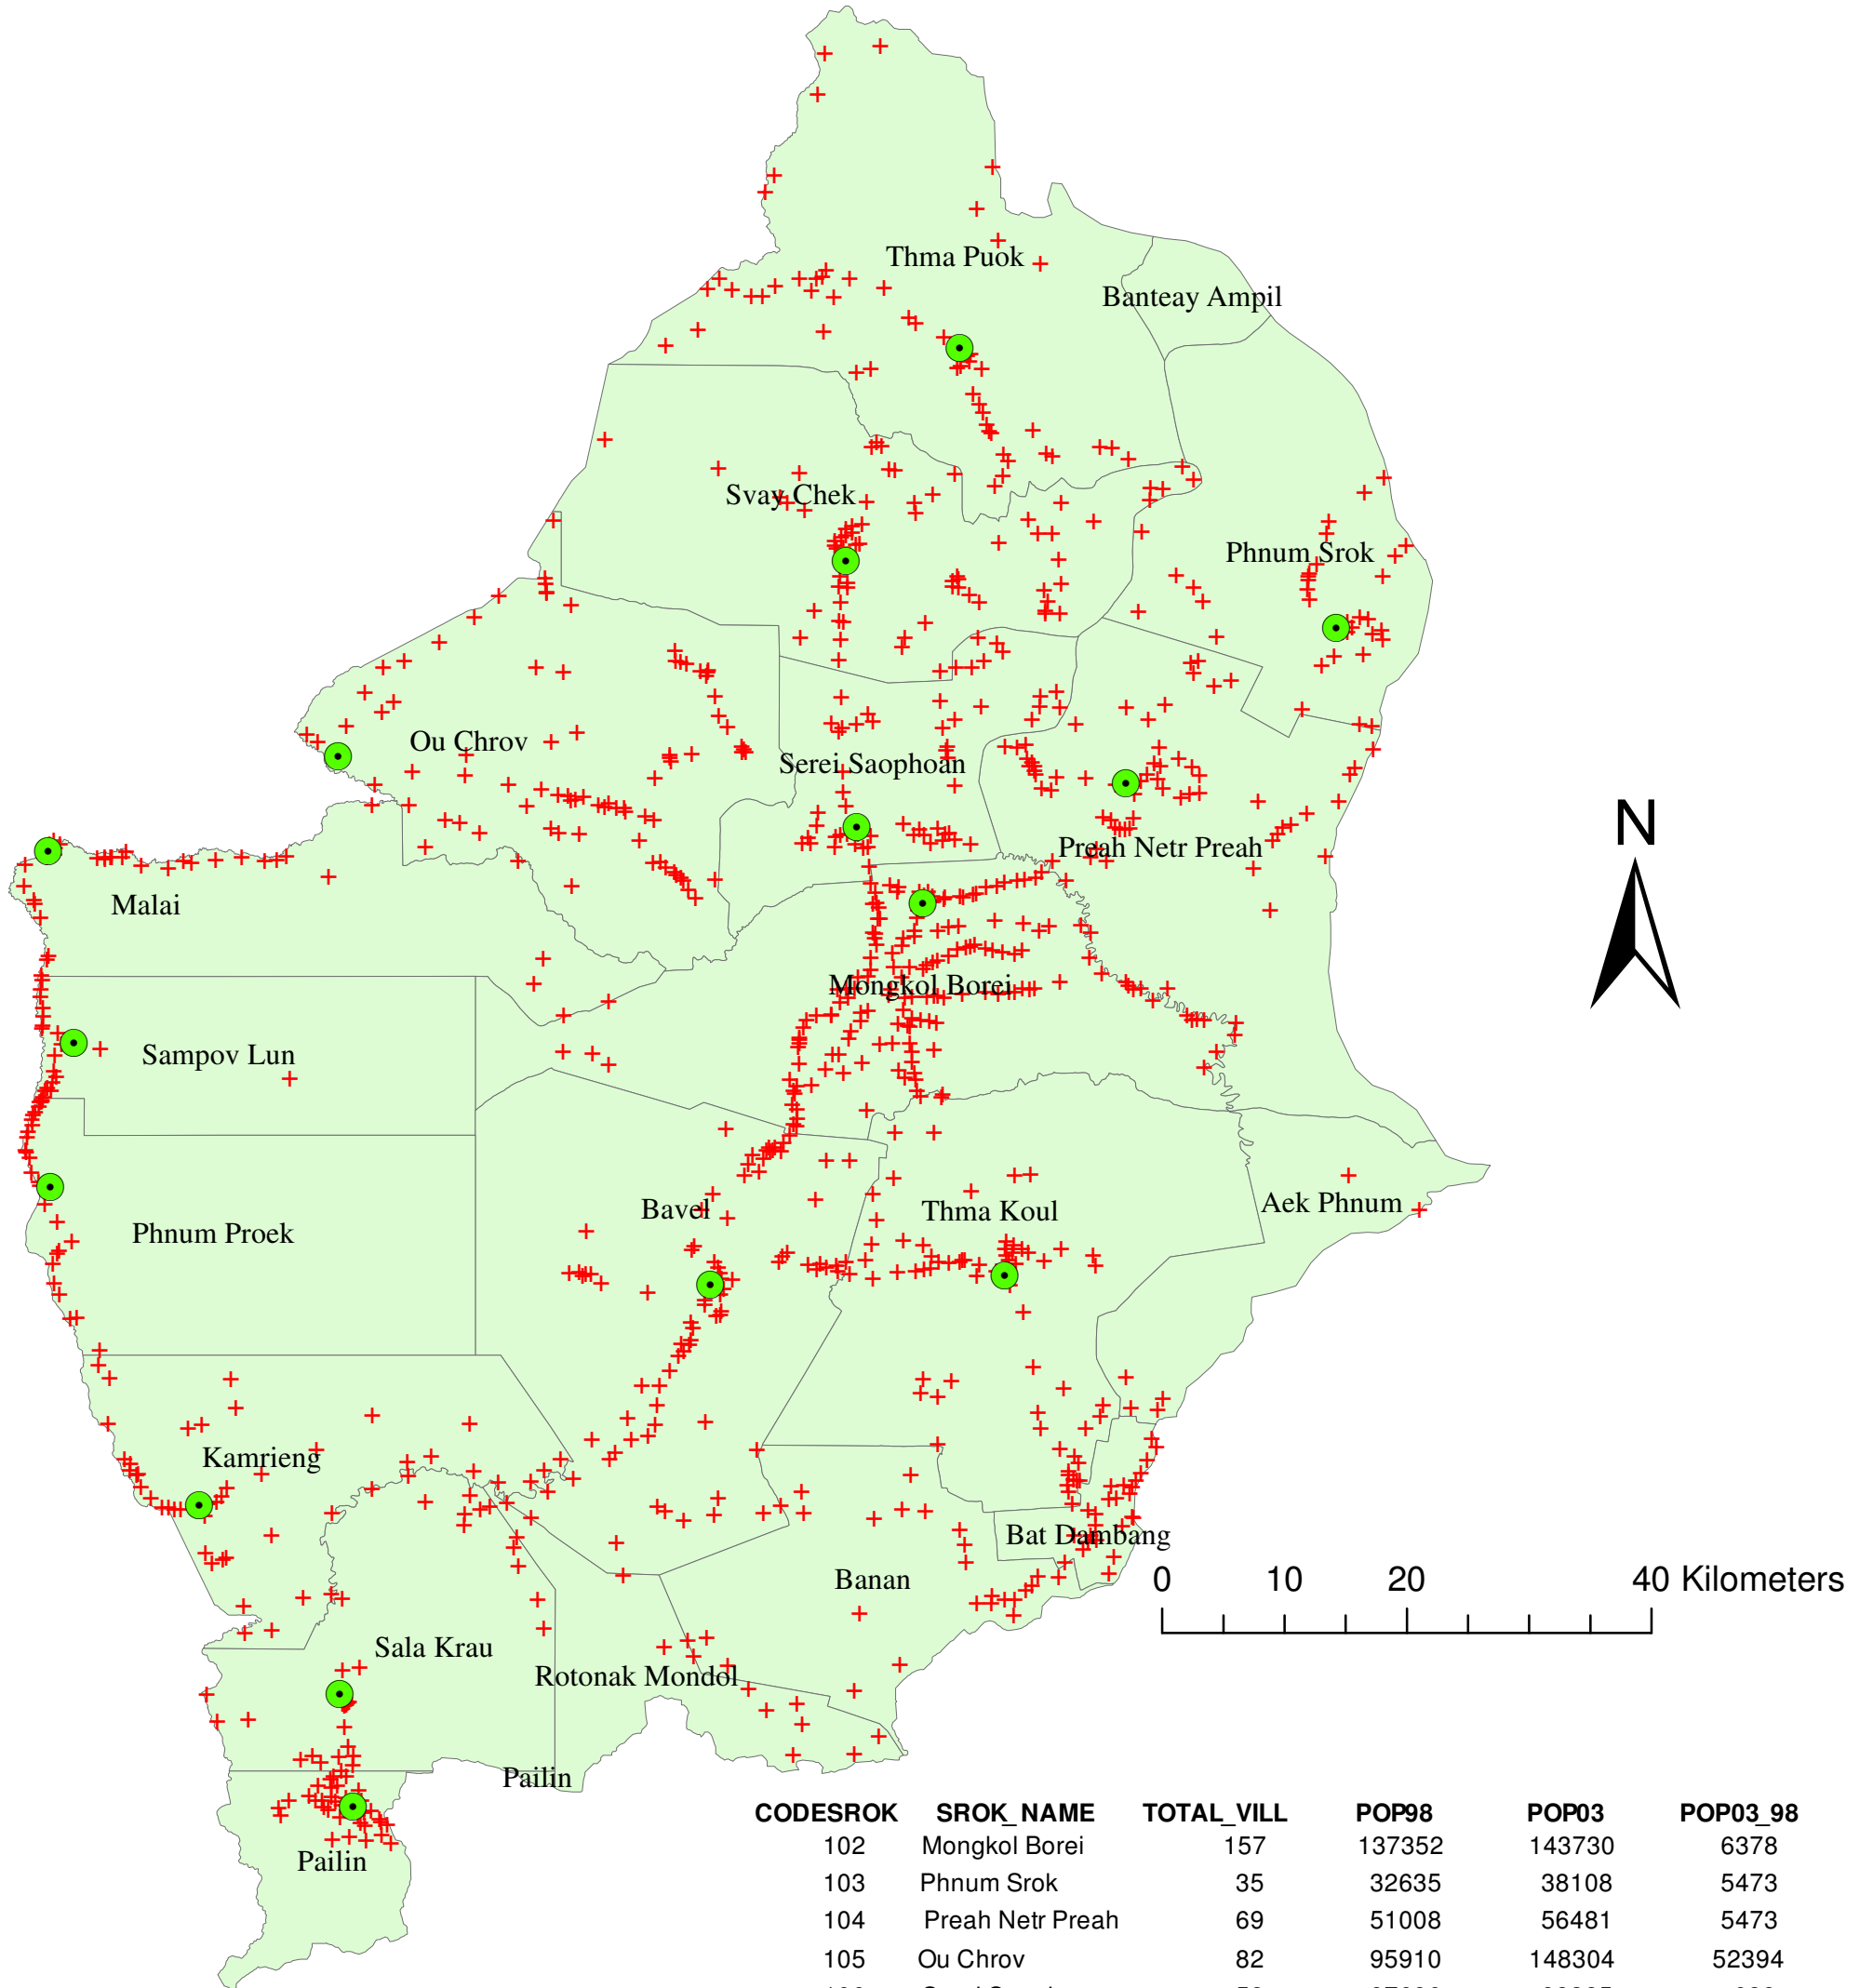 Thma Puok
Banteay Ampil
Svay Chek
Phnum Srok
Ou Chrov
Serei Saophoan
N
Preah Netr Preah
Malai
Mongkol Borei
Sampov Lun
Aek Phnum
Bavel
Thma Koul
Phnum Proek
Kamrieng
Bat Dambang
Banan
0 10 20 40 Kilometers
Sala Krau
Rotonak Mondol
Pailin
CODESROK SROK_NAME TOTAL_VILL POP98 POP03 POP03_98
102 Mongkol Borei 157 137352 143730 6378
Pailin
103 Phnum Srok 35 32635 38108 5473
104 Preah Netr Preah 69 51008 56481 5473
105 Ou Chrov 82 95910 148304 52394